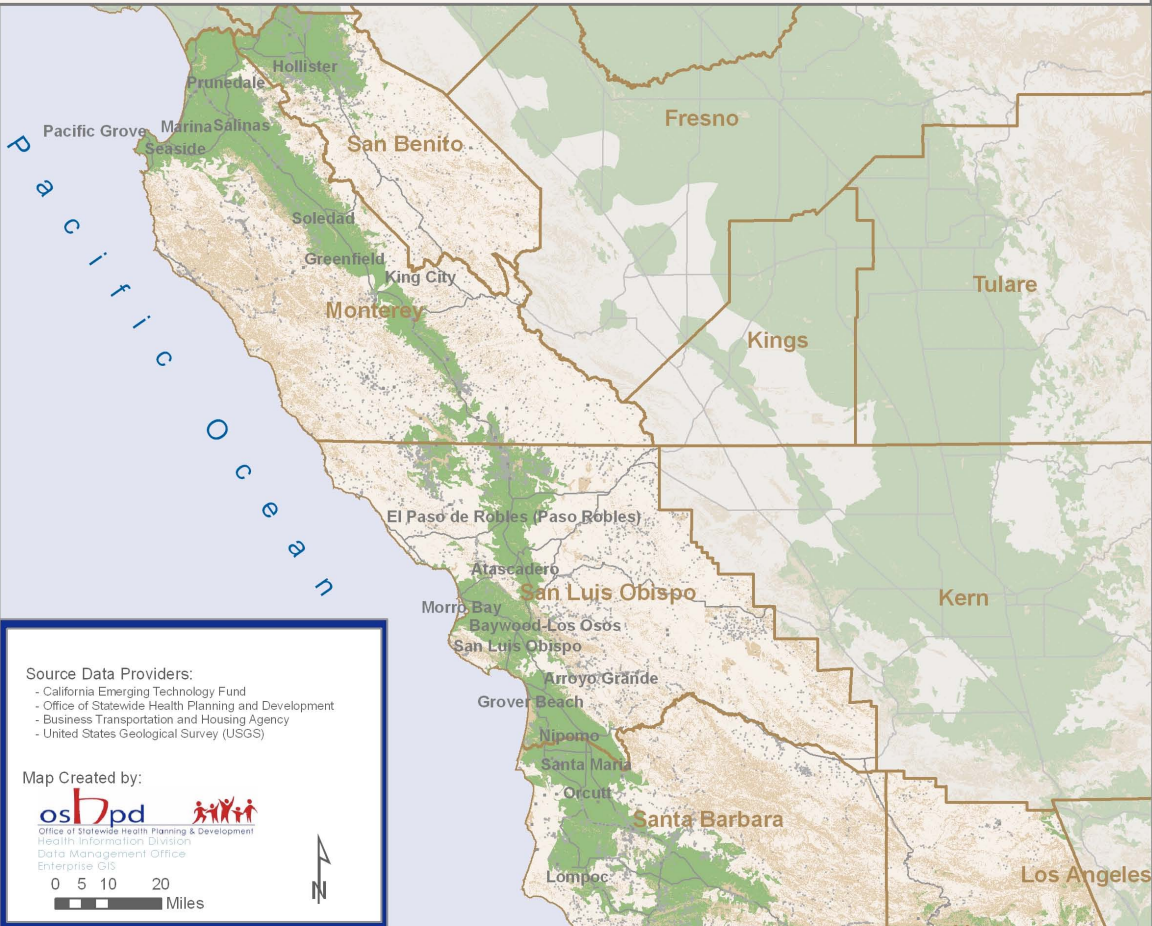 Hollister
Prunedale
Fresno
Pacific Grove
Marina
Salinas
San Benito
Seaside
Soledad
Greenfield
King City
Tulare
Monterey
Kings
Pacific Ocean
El Paso de Robles (Paso Robles)
Atascadero
San Luis Obispo
Kern
Morro Bay
Baywood-Los Osos
San Luis Obispo
Arroyo Grande
Grover Beach
Nipomo
Santa Maria
Orcutt
Santa Barbara
Lompoc
Los Angeles
Source Data Providers:
- California Emerging Technology Fund
- Office of Statewide Health Planning and Development
- Business Transportation and Housing Agency
- United States Geological Survey (USGS)
Map Created by:
oshpd
Office of Statewide Health Planning & Development
Health Information Division
Data Management Office
Enterprise GIS
0 5 10 20
Miles
N